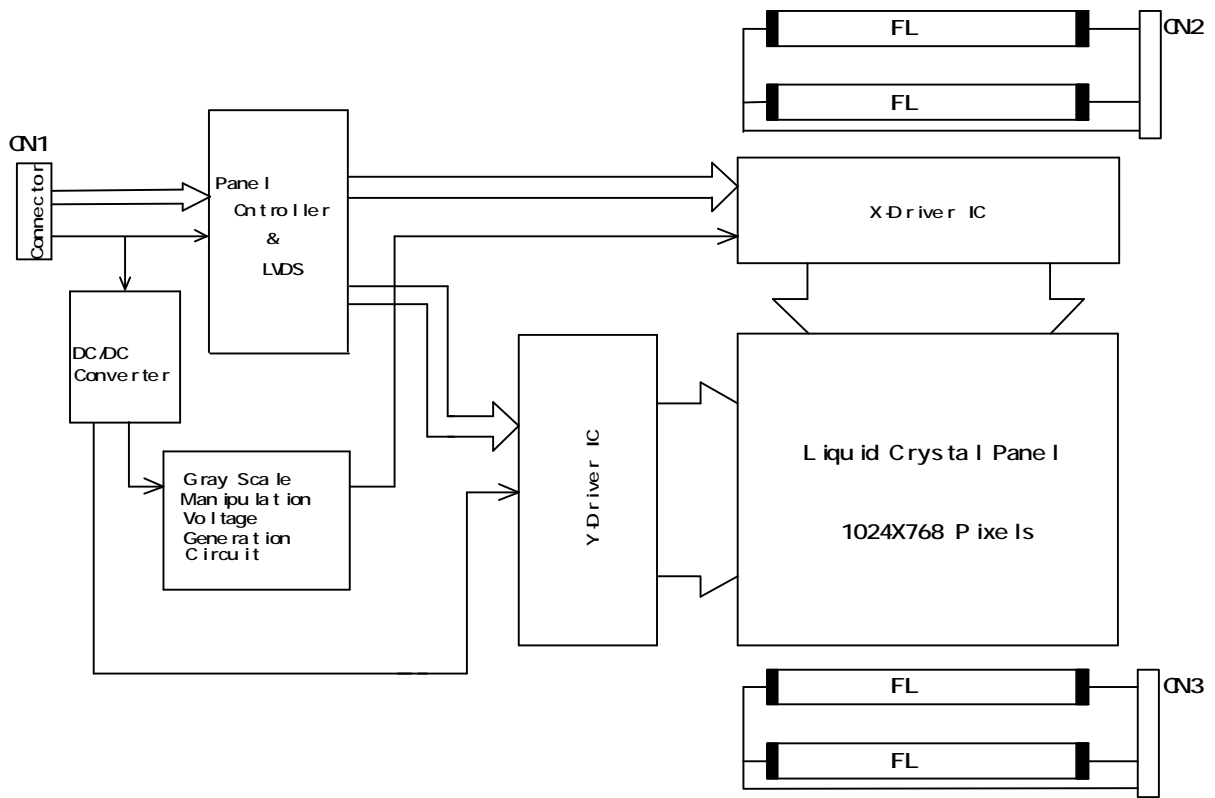 FL
CN2
FL
CN1
Connector
Panel
Cntroller
&
LVDS
X-Driver IC
DC/DC
Converter
Gray Scale
Manipulation
Voltage
Generation
Circuit
Y-Driver IC
Liquid Crystal Panel
1024X768 Pixels
FL
CN3
FL